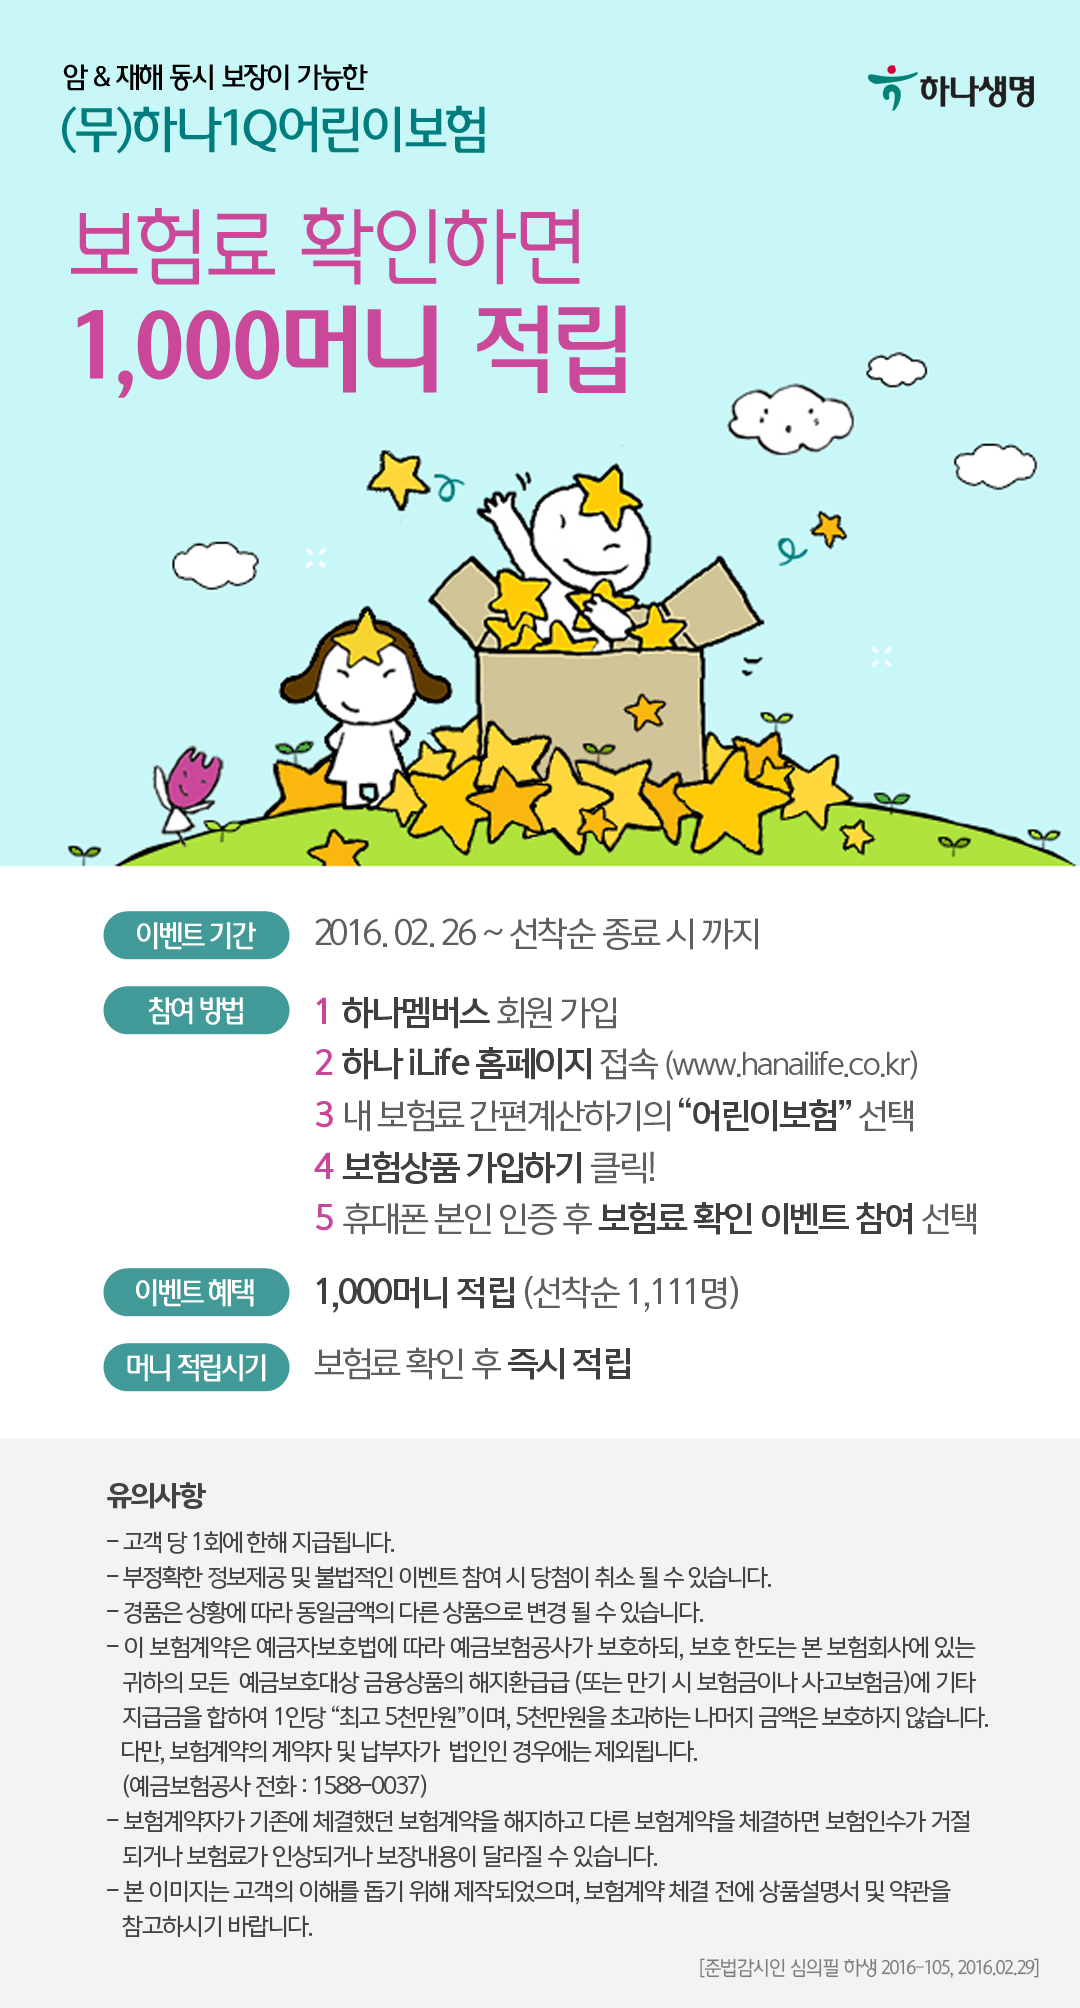 암 & 재해 동시 보장이 가능한
하나생명
(무)하나1Q어린이보험
보험료 확인하면
1,000머니 적립
이벤트 기간
2016. 02. 26 ~ 선착순 종료 시 까지
참여 방법
1 하나멤버스 회원 가입
2 하나 iLife 홈페이지 접속 (www.hanailife.co.kr)
3 내 보험료 간편계산하기의 “어린이보험” 선택
4 보험상품 가입하기 클릭!
5 휴대폰 본인 인증 후 보험료 확인 이벤트 참여 선택
이벤트 혜택
1,000머니 적립 (선착순 1,111명)
머니 적립시기
보험료 확인 후 즉시 적립
유의사항
- 고객 당 1회에 한해 지급됩니다.
- 부정확한 정보제공 및 불법적인 이벤트 참여 시 당첨이 취소 될 수 있습니다.
- 경품은 상황에 따라 동일금액의 다른 상품으로 변경 될 수 있습니다.
- 이 보험계약은 예금자보호법에 따라 예금보험공사가 보호하되, 보호 한도는 본 보험회사에 있는
귀하의 모든 예금보호대상 금융상품의 해지환급급 (또는 만기 시 보험금이나 사고보험금)에 기타
지급금을 합하여 1인당 “최고 5천만원”이며, 5천만원을 초과하는 나머지 금액은 보호하지 않습니다.
다만, 보험계약의 계약자 및 납부자가 법인인 경우에는 제외됩니다.
(예금보험공사 전화 : 1588-0037)
- 보험계약자가 기존에 체결했던 보험계약을 해지하고 다른 보험계약을 체결하면 보험인수가 거절
되거나 보험료가 인상되거나 보장내용이 달라질 수 있습니다.
- 본 이미지는 고객의 이해를 돕기 위해 제작되었으며, 보험계약 체결 전에 상품설명서 및 약관을
참고하시기 바랍니다.
[준법감시인 심의필 하생 2016-105, 2016.02.29]